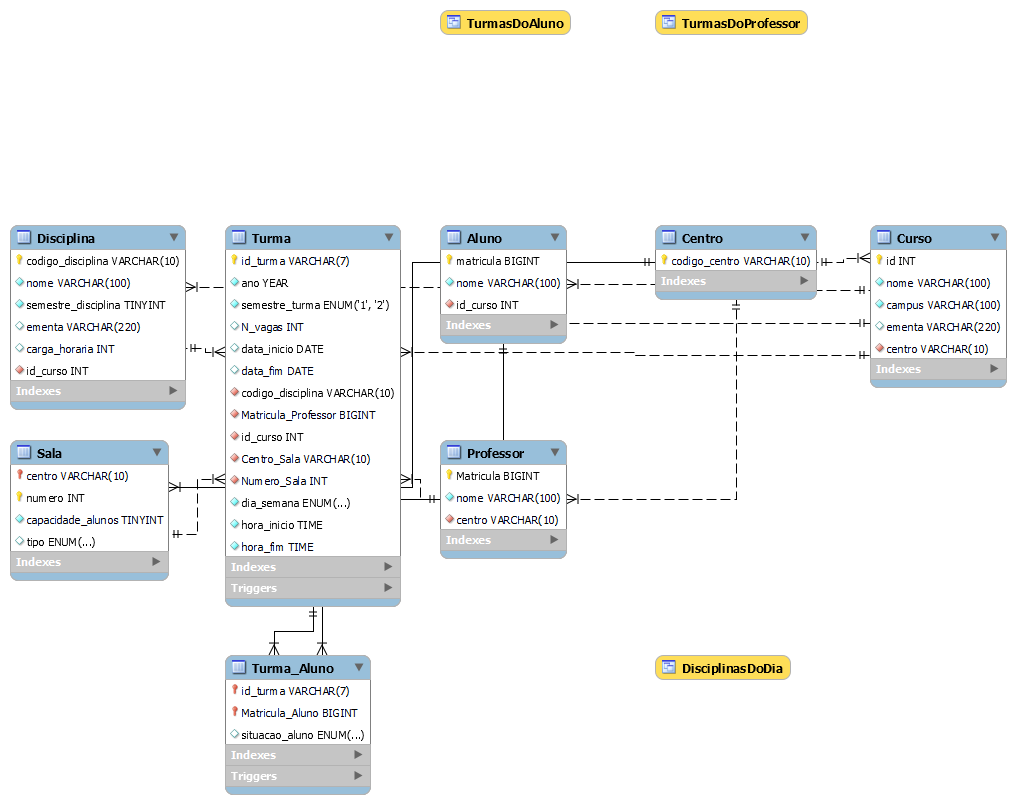 TurmasDoAluno
TurmasDoProfessor
Disciplina
codigo_disciplina VARCHAR(10)
nome VARCHAR(100)
semestre_disciplina TINYINT
ementa VARCHAR(220)
carga_horaria INT
id_curso INT
Indexes
Turma
id_turma VARCHAR(7)
ano YEAR
semestre_turma ENUM('1', '2')
N_vagas INT
data_inicio DATE
data_fim DATE
codigo_disciplina VARCHAR(10)
Matricula_Professor BIGINT
id_curso INT
Centro_Sala VARCHAR(10)
Numero_Sala INT
dia_semana ENUM(...)
hora_inicio TIME
hora_fim TIME
Indexes
Triggers
Aluno
matricula BIGINT
nome VARCHAR(100)
id_curso INT
Indexes
Centro
codigo_centro VARCHAR(10)
Indexes
Curso
id INT
nome VARCHAR(100)
campus VARCHAR(100)
ementa VARCHAR(220)
centro VARCHAR(10)
Indexes
Sala
centro VARCHAR(10)
numero INT
capacidade_alunos TINYINT
tipo ENUM(...)
Indexes
Professor
Matricula BIGINT
nome VARCHAR(100)
centro VARCHAR(10)
Indexes
Turma_Aluno
id_turma VARCHAR(7)
Matricula_Aluno BIGINT
situacao_aluno ENUM(...)
Indexes
Triggers
DisciplinasDoDia